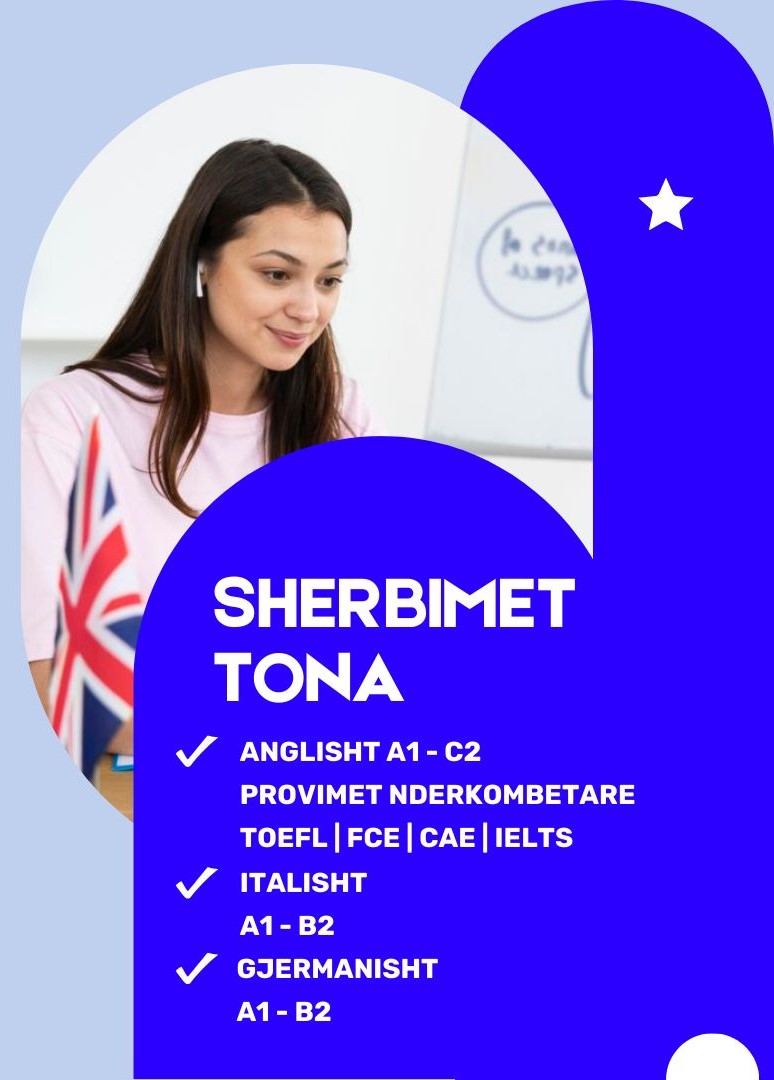 SHERBIMET
TONA
ANGLISHT A1 - C2
PROVIMET NDERKOMBETARE
TOEFL | FCE | CAE | IELTS
ITALISHT
A1 - B2
GJERMANISHT
A1 - B2